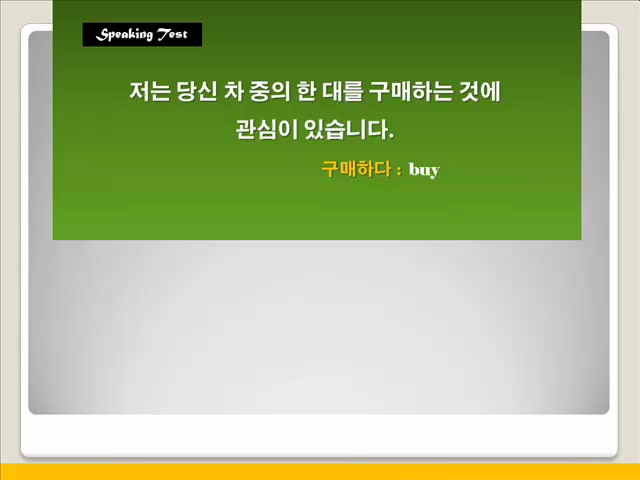 Speaking Test
저는 당신 차 중의 한 대를 구매하는 것에
관심이 있습니다.
구매하다 : buy